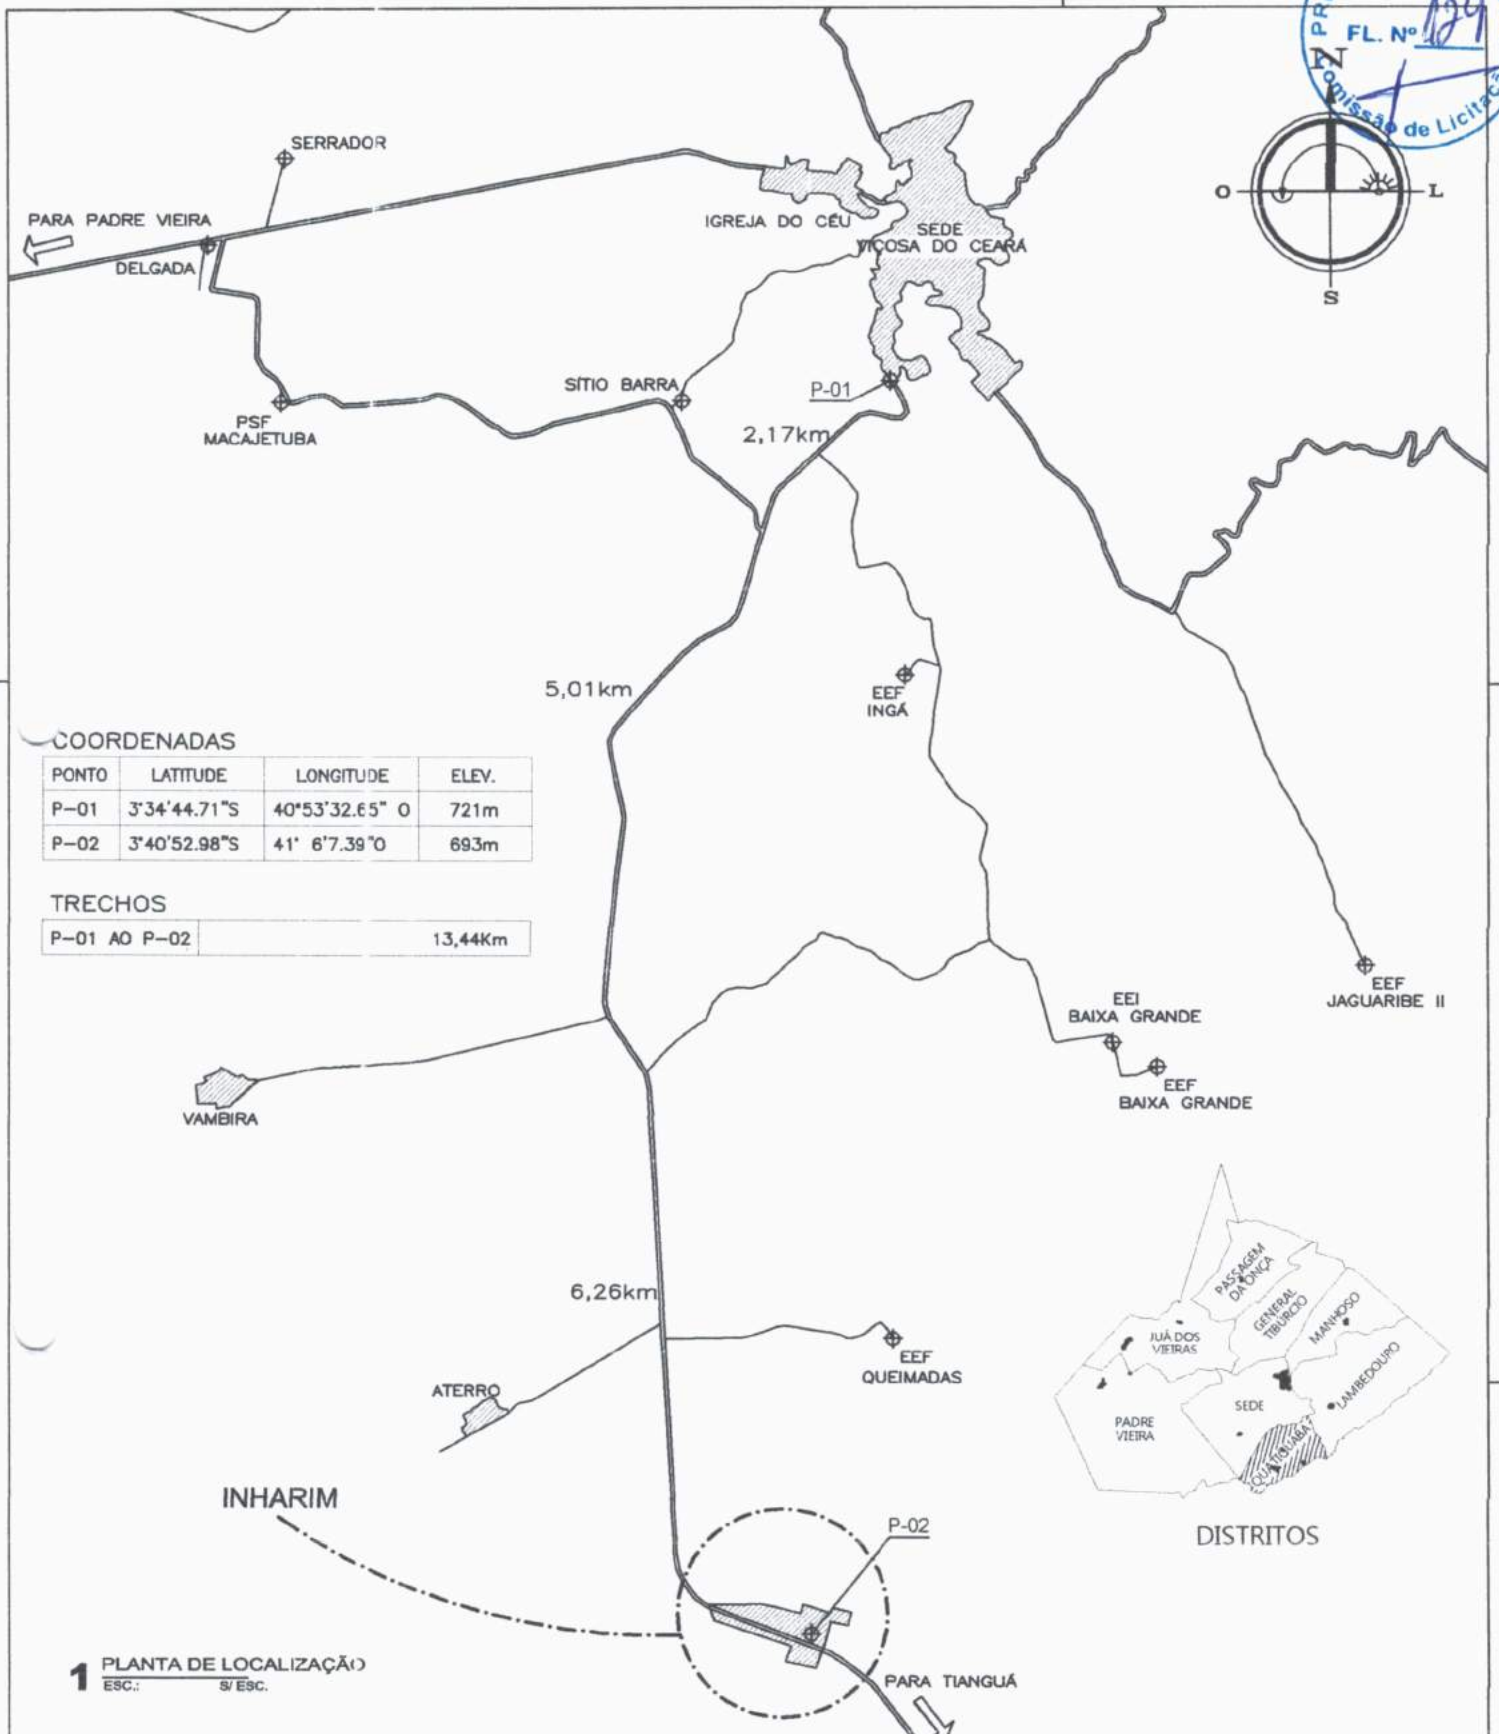 FL. Nº 124
Comissão de Licitaçã
N
O
L
S
SERRADOR
PARA PADRE VIEIRA
DELGADA
IGREJA DO CÉU
SEDE
VIÇOSA DO CEARÁ
SÍTIO BARRA
P-01
PSF
MACAJETUBA
2,17km
5,01km
EEF
INGÁ
COORDENADAS
PONTO LATITUDE LONGITUDE ELEV.
P-01 3°34'44.71"S 40°53'32.65" O 721m
P-02 3°40'52.98"S 41° 6'7.39"O 693m
TRECHOS
P-01 AO P-02 13,44Km
EEF
JAGUARIBE II
EEI
BAIXA GRANDE
EEF
BAIXA GRANDE
VAMBIRA
6,26km
EEF
QUEIMADAS
ATERRO
PASSAGEM
DA ONÇA
GENERAL
TIBÚRCIO
MANHOSO
JUÁ DOS
VIEIRAS
LAMBEDOURO
PADRE
VIEIRA
SEDE
QUATIGUABA
DISTRITOS
INHARIM
P-02
PARA TIANGUÁ
1 PLANTA DE LOCALIZAÇÃO
ESC.: S/ ESC.